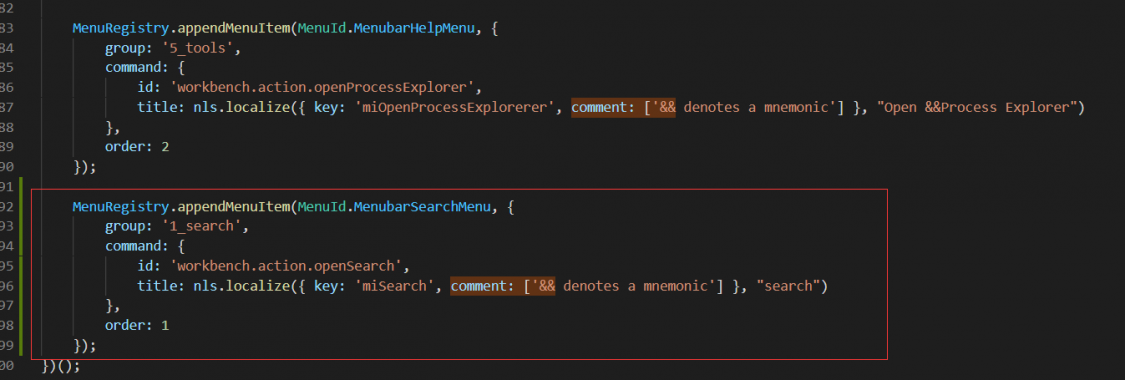 82
83 MenuRegistry.appendMenuItem(MenuId.MenubarHelpMenu, {
84 group: '5_tools',
85 command: {
86 id: 'workbench.action.openProcessExplorer',
87 title: nls.localize({ key: 'miOpenProcessExplorerer', comment: ['&& denotes a mnemonic'] }, "Open &&Process Explorer")
88 },
89 order: 2
90 });
91
92 MenuRegistry.appendMenuItem(MenuId.MenubarSearchMenu, {
93 group: '1_search',
94 command: {
95 id: 'workbench.action.openSearch',
96 title: nls.localize({ key: 'miSearch', comment: ['&& denotes a mnemonic'] }, "search")
97 },
98 order: 1
99 });
00 })();